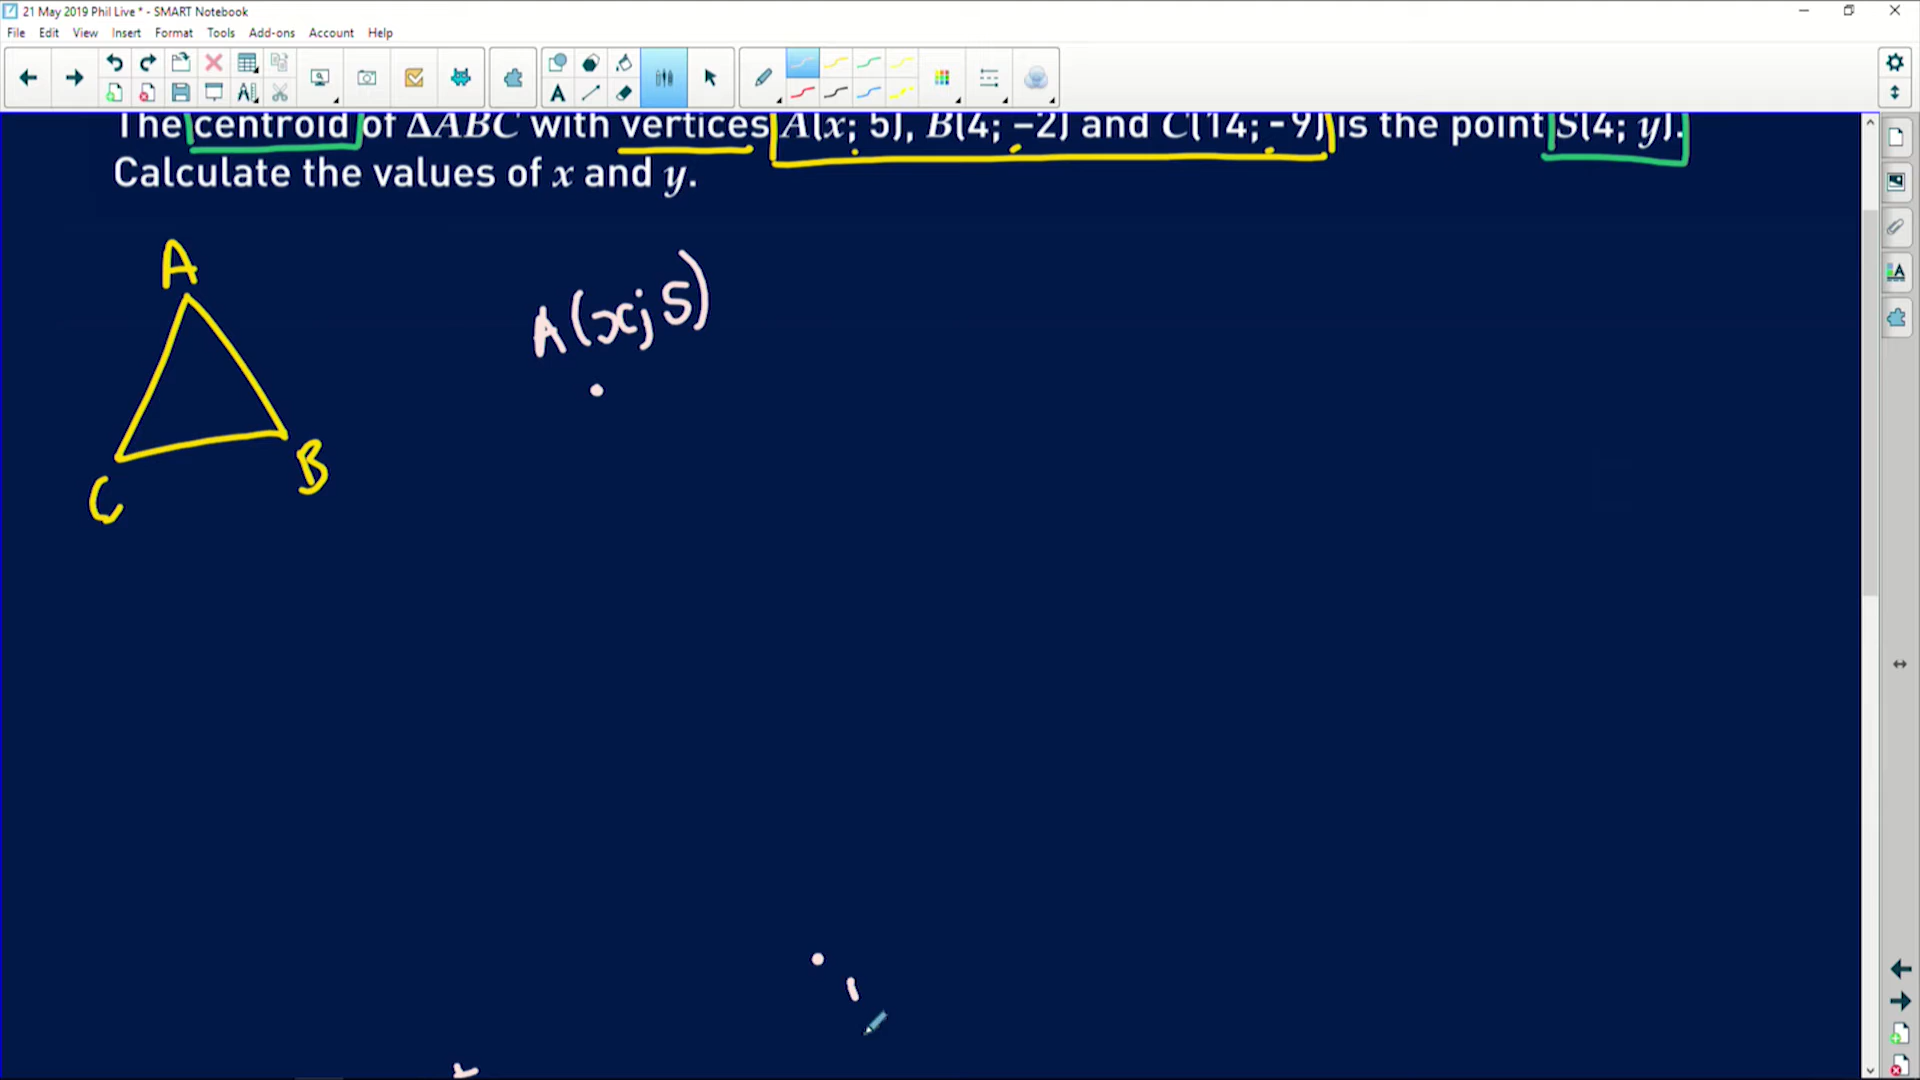 21 May 2019 Phil Live * - SMART Notebook
File Edit View Insert Format Tools Add-ons Account Help
The centroid of ΔABC with vertices A(x; 5), B(4; −2) and C(14; -9) is the point S(4; y).
Calculate the values of x and y.
A
A(x; 5)
B
C